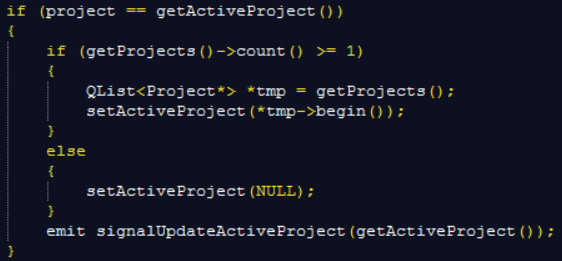 if (project == getActiveProject())
{
if (getProjects()->count() >= 1)
{
QList<Project*> *tmp = getProjects();
setActiveProject(*tmp->begin());
}
else
{
setActiveProject(NULL);
}
emit signalUpdateActiveProject(getActiveProject());
}